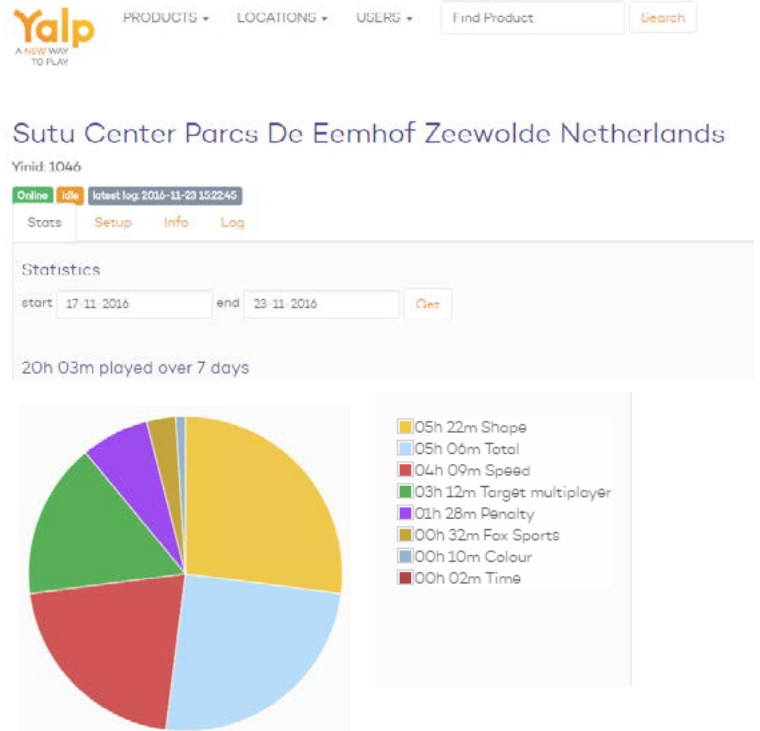 Yalp
A NEW WAY
TO PLAY
PRODUCTS LOCATIONS USERS Find Product Search
Sutu Center Parcs De Eemhof Zeewolde Netherlands
Yinid: 1046
Online Idle latest log: 2016-11-23 15:22:45
Stats Setup Info Log
Statistics
start 17-11-2016 end 23-11-2016 Get
20h 03m played over 7 days
05h 22m Shape
05h 06m Total
04h 09m Speed
03h 12m Target multiplayer
01h 28m Penalty
00h 32m Fox Sports
00h 10m Colour
00h 02m Time